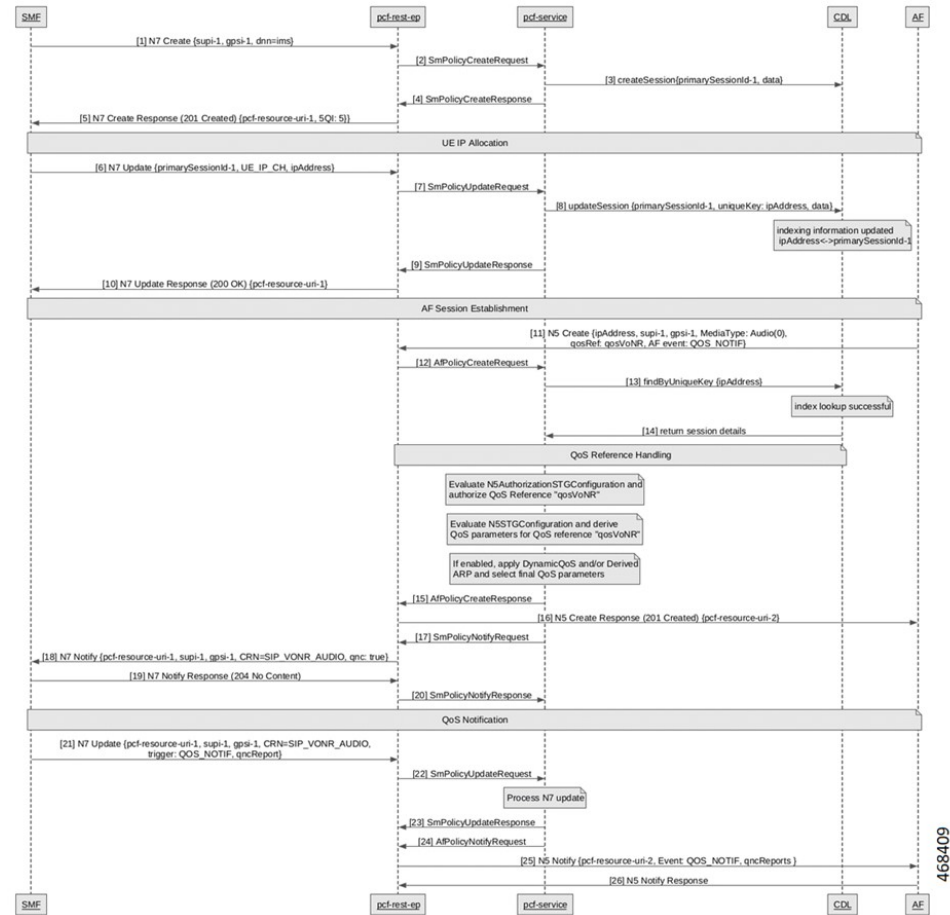 SMF
pcf-rest-ep
pcf-service
CDL
AF
[1] N7 Create {supi-1, gpsi-1, dnn=ims}
[2] SmPolicyCreateRequest
[3] createSession{primarySessionId-1, data}
[4] SmPolicyCreateResponse
[5] N7 Create Response (201 Created) {pcf-resource-uri-1, 5QI: 5}}
UE IP Allocation
[6] N7 Update {primarySessionId-1, UE_IP_CH, ipAddress}
[7] SmPolicyUpdateRequest
[8] updateSession {primarySessionId-1, uniqueKey: ipAddress, data}
indexing information updated
ipAddress<->primarySessionId-1
[9] SmPolicyUpdateResponse
[10] N7 Update Response (200 OK) {pcf-resource-uri-1}
AF Session Establishment
[11] N5 Create {ipAddress, supi-1, gpsi-1, MediaType: Audio(0),
qosRef: qosVoNR, AF event: QOS_NOTIF}
[12] AfPolicyCreateRequest
[13] findByUniqueKey {ipAddress}
index lookup successful
[14] return session details
QoS Reference Handling
Evaluate N5AuthorizationSTGConfiguration and
authorize QoS Reference "qosVoNR"
Evaluate N5STGConfiguration and derive
QoS parameters for QoS reference "qosVoNR"
If enabled, apply DynamicQoS and/or Derived
ARP and select final QoS parameters
[15] AfPolicyCreateResponse
[16] N5 Create Response (201 Created) {pcf-resource-uri-2}
[17] SmPolicyNotifyRequest
[18] N7 Notify {pcf-resource-uri-1, supi-1, gpsi-1, CRN=SIP_VONR_AUDIO, qnc: true}
[19] N7 Notify Response (204 No Content)
[20] SmPolicyNotifyResponse
QoS Notification
[21] N7 Update {pcf-resource-uri-1, supi-1, gpsi-1, CRN=SIP_VONR_AUDIO,
trigger: QOS_NOTIF, qncReport}
[22] SmPolicyUpdateRequest
Process N7 update
[23] SmPolicyUpdateResponse
[24] AfPolicyNotifyRequest
[25] N5 Notify {pcf-resource-uri-2, Event: QOS_NOTIF, qncReports }
[26] N5 Notify Response
SMF
pcf-rest-ep
pcf-service
CDL
AF
468409